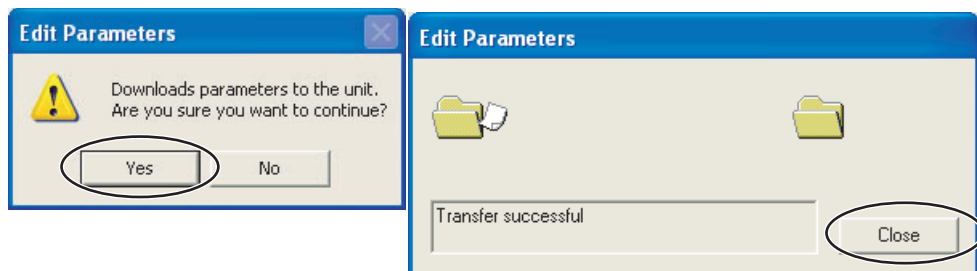 Edit Parameters
Downloads parameters to the unit.
Are you sure you want to continue?
Yes
No
Edit Parameters
Transfer successful
Close